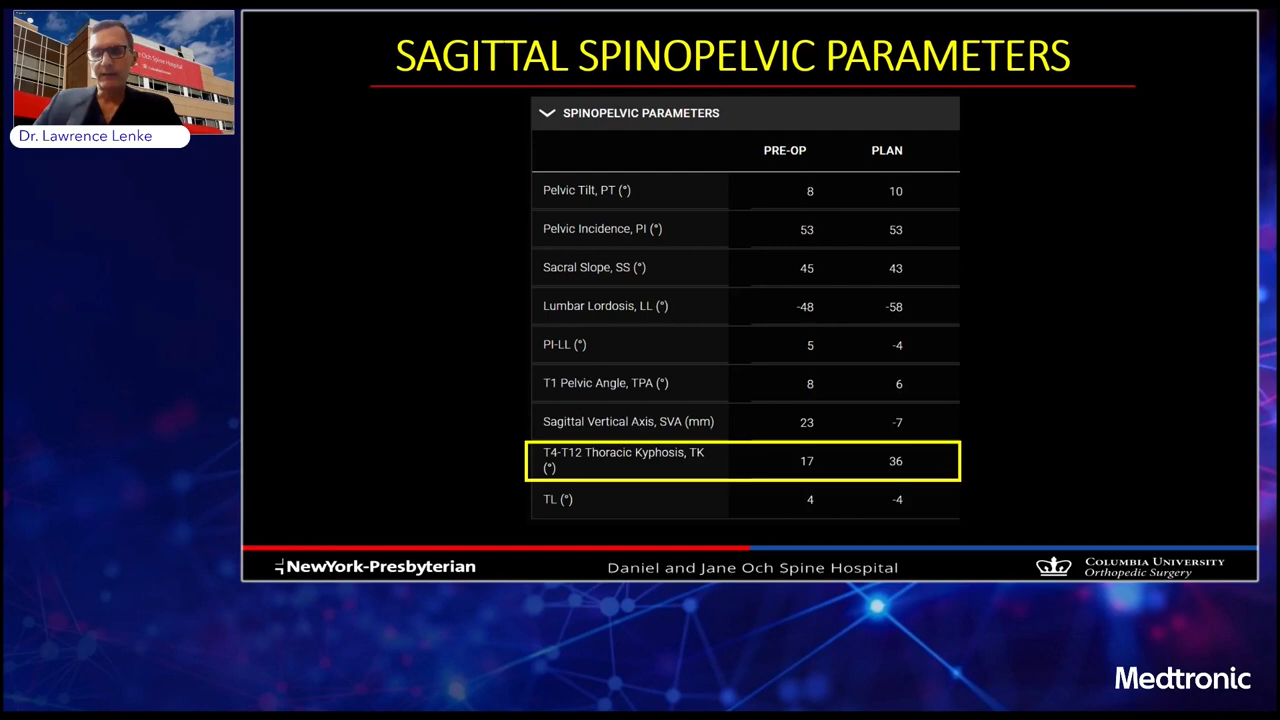 Och Spine Hospital
Dr. Lawrence Lenke
SAGITTAL SPINOPELVIC PARAMETERS
SPINOPELVIC PARAMETERS
PRE-OP PLAN
Pelvic Tilt, PT (°) 8 10
Pelvic Incidence, PI (°) 53 53
Sacral Slope, SS (°) 45 43
Lumbar Lordosis, LL (°) -48 -58
PI-LL (°) 5 -4
T1 Pelvic Angle, TPA (°) 8 6
Sagittal Vertical Axis, SVA (mm) 23 -7
T4-T12 Thoracic Kyphosis, TK
(°) 17 36
TL (°) 4 -4
NewYork-Presbyterian
Daniel and Jane Och Spine Hospital
COLUMBIA UNIVERSITY
Orthopedic Surgery
Medtronic